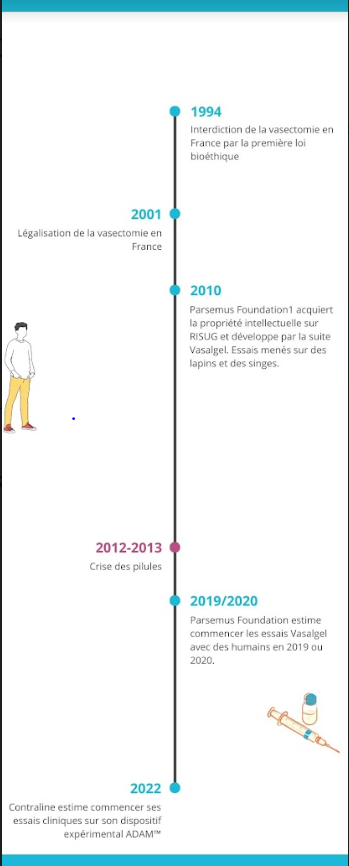 1994
Interdiction de la vasectomie en
France par la première loi
bioéthique
2001
Légalisation de la vasectomie en
France
2010
Parsemus Foundation1 acquiert
la propriété intellectuelle sur
RISUG et développe par la suite
Vasalgel. Essais menés sur des
lapins et des singes.
2012-2013
Crise des pilules
2019/2020
Parsemus Foundation estime
commencer les essais Vasalgel
avec des humains en 2019 ou
2020.
2022
Contraline estime commencer ses
essais cliniques sur son dispositif
expérimental ADAM™